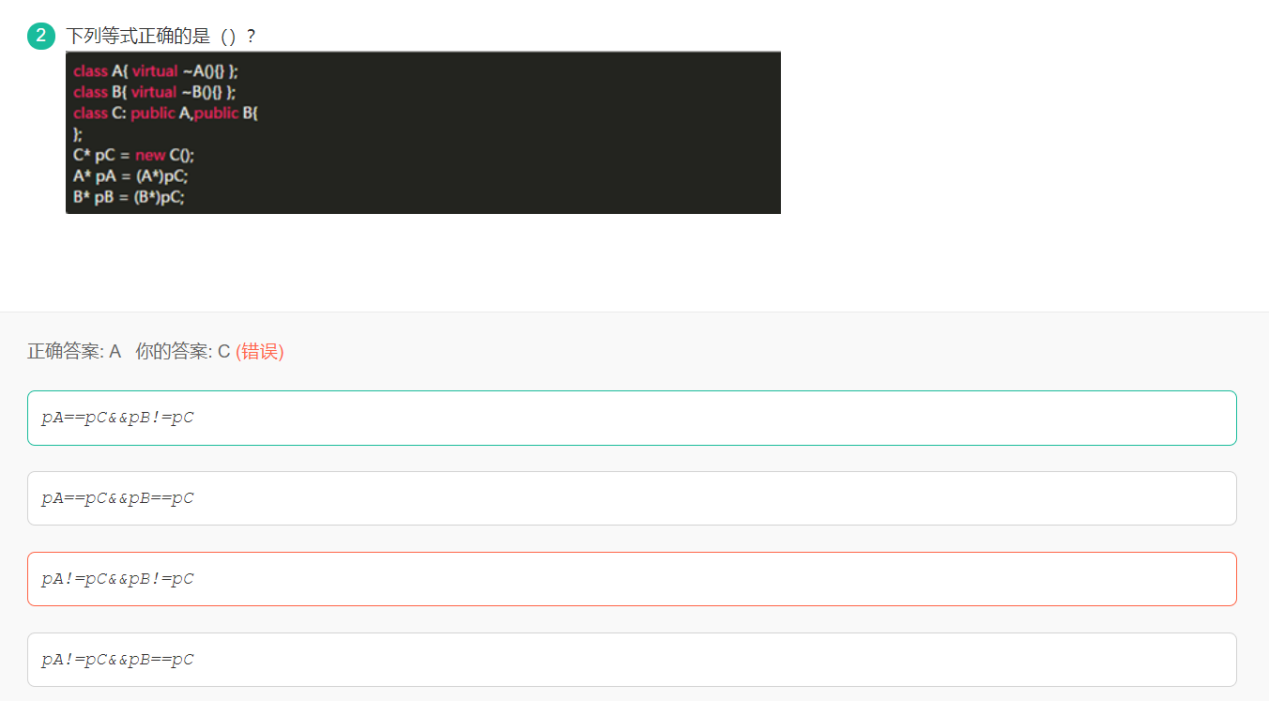 2 下列等式正确的是（）?
class A{ virtual ~A(){} };
class B{ virtual ~B(){} };
class C: public A,public B{
};
C* pC = new C();
A* pA = (A*)pC;
B* pB = (B*)pC;
正确答案: A 你的答案: C (错误)
pA==pC&&pB!=pC
pA==pC&&pB==pC
pA!=pC&&pB!=pC
pA!=pC&&pB==pC